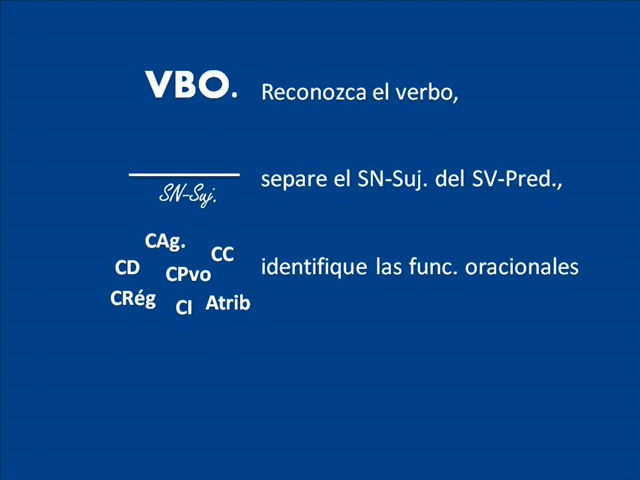 VBO. Reconozca el verbo,
SN-Suj. separe el SN-Suj. del SV-Pred.,
CAg.
CC
CD CPvo identifique las func. oracionales
CRég CI Atrib